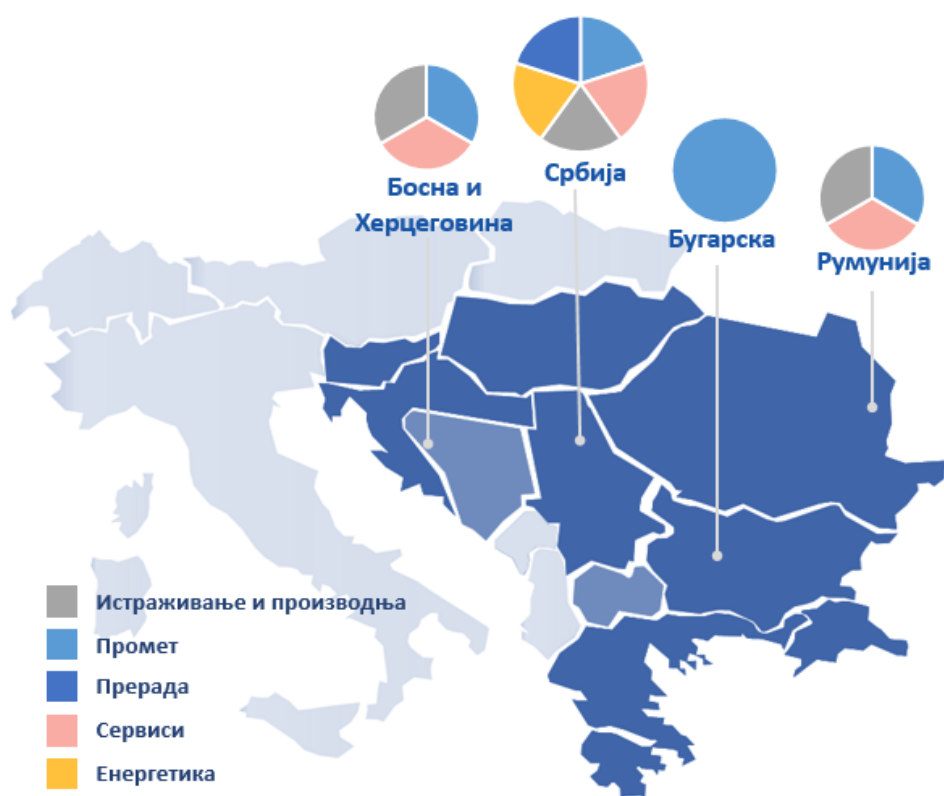 Босна и
Херцеговина
Србија
Бугарска
Румунија
Истраживање и производња
Промет
Прерада
Сервиси
Енергетика